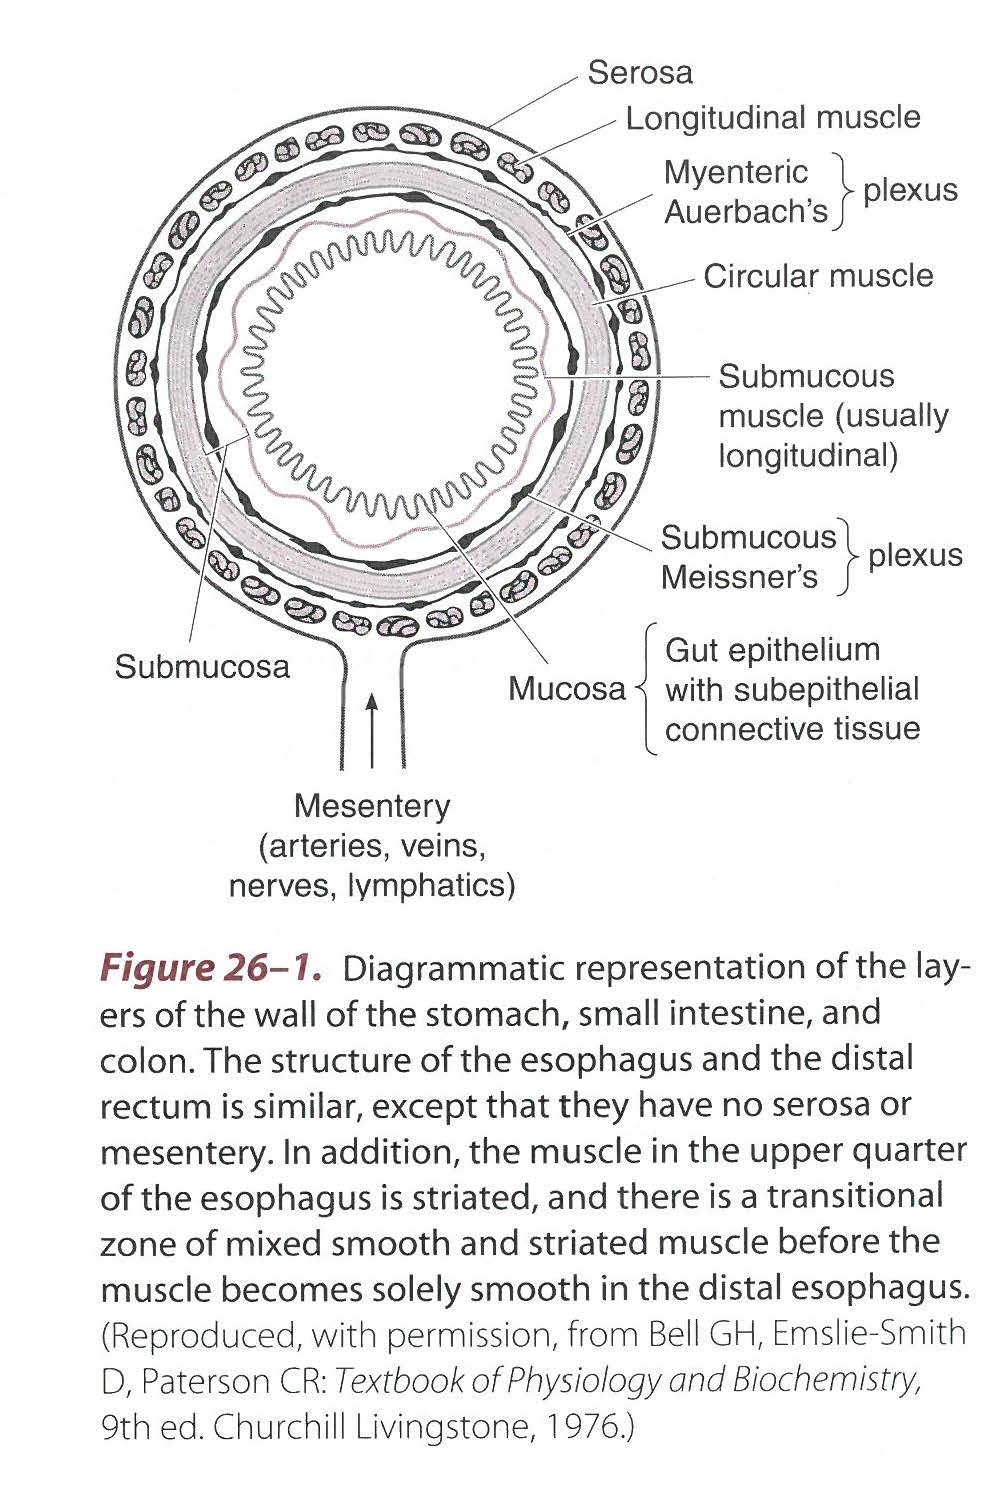 Serosa
Longitudinal muscle
Myenteric
Auerbach's
plexus
Circular muscle
Submucous
muscle (usually
longitudinal)
Submucous
Meissner's
plexus
Submucosa
Mucosa
Gut epithelium
with subepithelial
connective tissue
Mesentery
(arteries, veins,
nerves, lymphatics)
Figure 26–1. Diagrammatic representation of the lay-
ers of the wall of the stomach, small intestine, and
colon. The structure of the esophagus and the distal
rectum is similar, except that they have no serosa or
mesentery. In addition, the muscle in the upper quarter
of the esophagus is striated, and there is a transitional
zone of mixed smooth and striated muscle before the
muscle becomes solely smooth in the distal esophagus.
(Reproduced, with permission, from Bell GH, Emslie-Smith
D, Paterson CR: Textbook of Physiology and Biochemistry,
9th ed. Churchill Livingstone, 1976.)